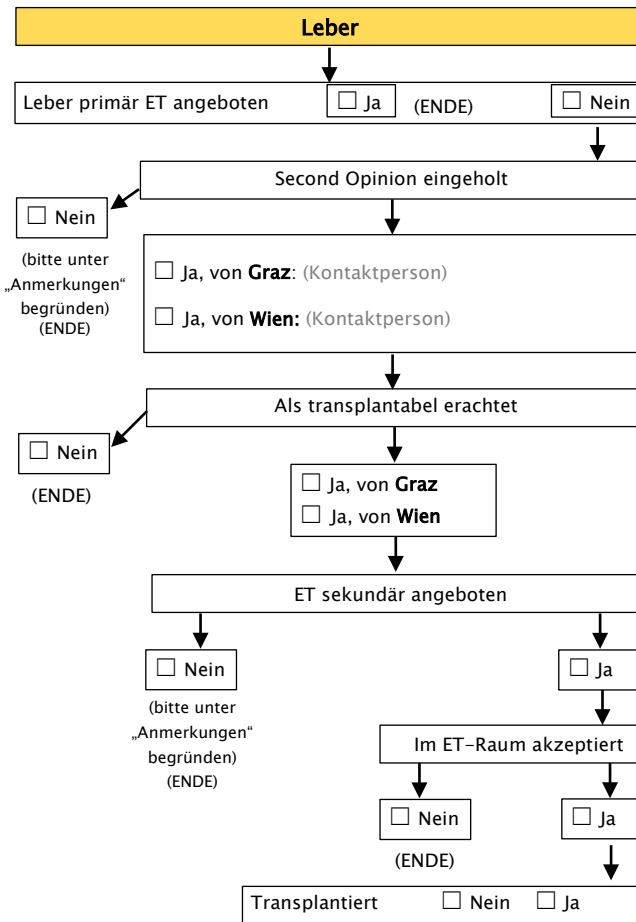 Leber
Leber primär ET angeboten ☐ Ja (ENDE) ☐ Nein
Second Opinion eingeholt
☐ Nein
(bitte unter
„Anmerkungen“
begründen)
(ENDE)
☐ Ja, von Graz: (Kontaktperson)
☐ Ja, von Wien: (Kontaktperson)
Als transplantabel erachtet
☐ Nein
(ENDE)
☐ Ja, von Graz
☐ Ja, von Wien
ET sekundär angeboten
☐ Nein
(bitte unter
„Anmerkungen“
begründen)
(ENDE)
☐ Ja
Im ET-Raum akzeptiert
☐ Nein
(ENDE)
☐ Ja
Transplantiert ☐ Nein ☐ Ja